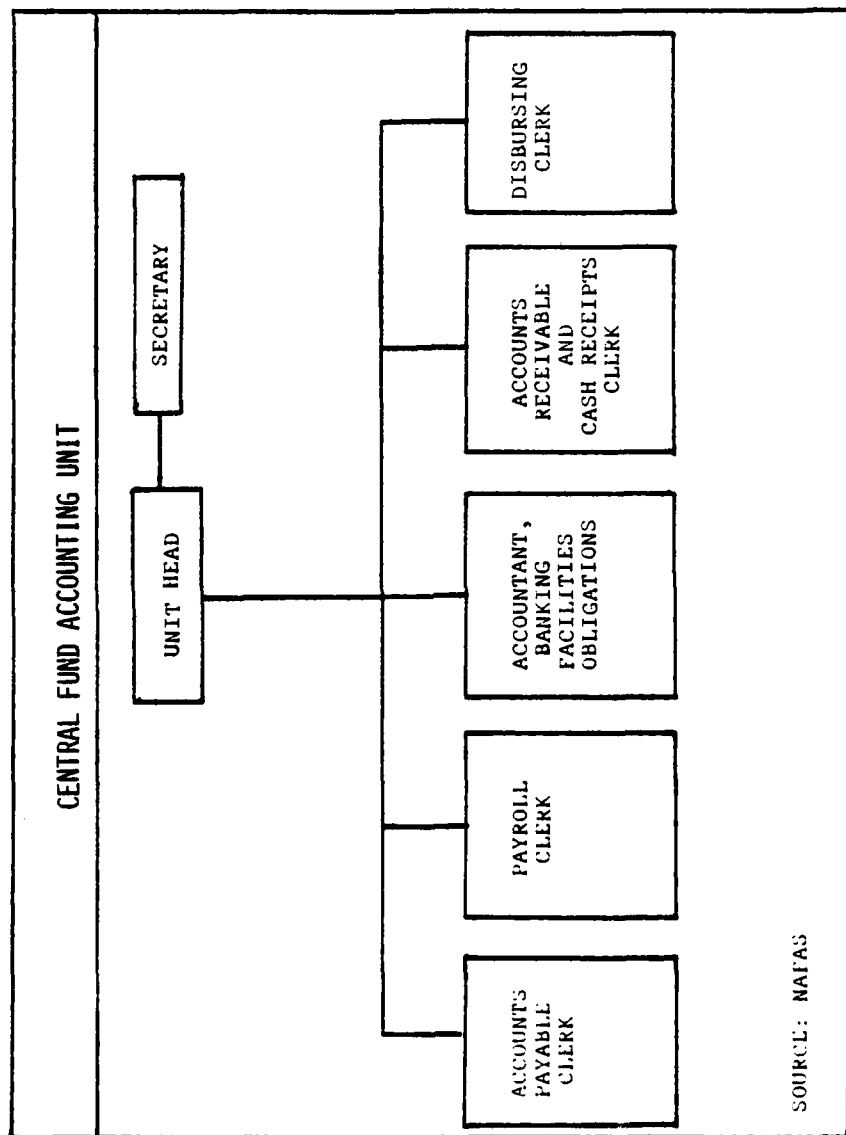 CENTRAL FUND ACCOUNTING UNIT
UNIT HEAD
SECRETARY
ACCOUNTS
PAYABLE
CLERK
PAYROLL
CLERK
ACCOUNTANT,
BANKING
FACILITIES
OBLIGATIONS
ACCOUNTS
RECEIVABLE
AND
CASH RECEIPTS
CLERK
DISBURSING
CLERK
SOURCE: NAFAS